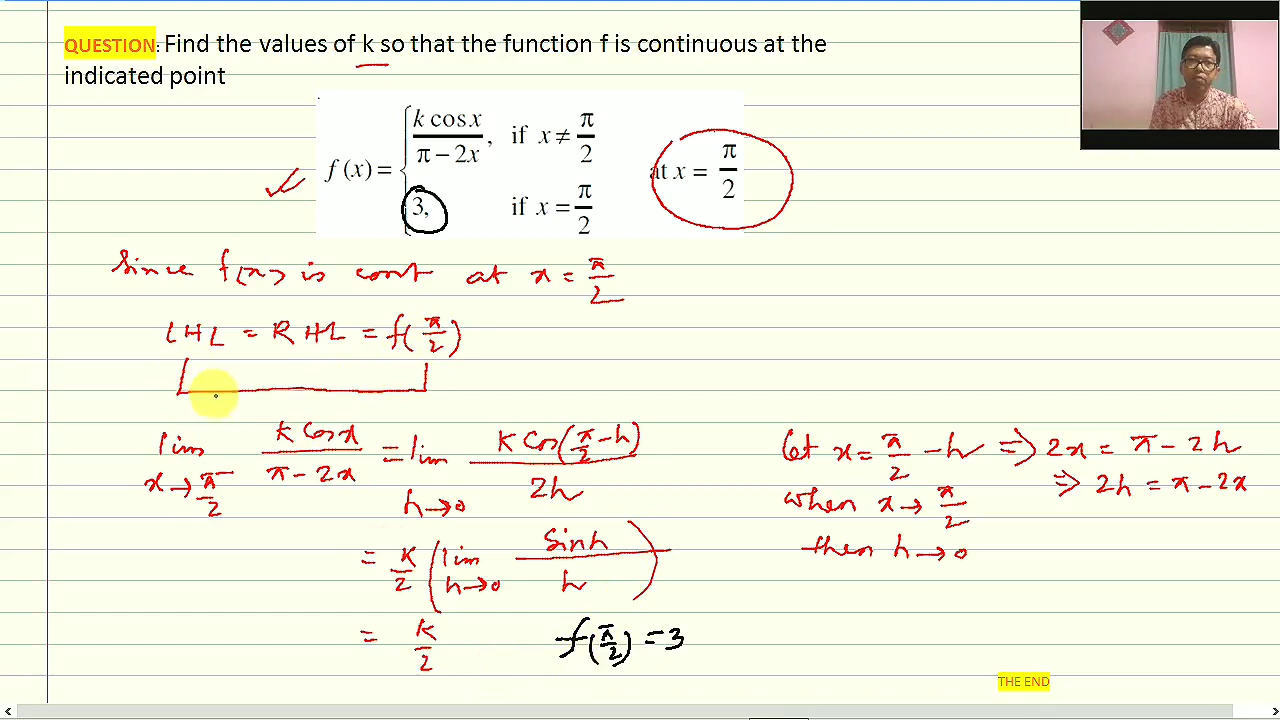 QUESTION: Find the values of k so that the function f is continuous at the
indicated point
f(x) = { k cos x / π − 2x, if x ≠ π/2
3, if x = π/2
at x = π/2
Since f(x) is cont at x = π/2
LHL = RHL = f(π/2)
lim x→π/2⁻ k Cosx / π − 2x = lim h→0 k Cos(π/2 − h) / 2h
= k/2 (lim h→0 Sinh / h)
= k/2
f(π/2) = 3
Let x = π/2 − h ⇒ 2x = π − 2h
⇒ 2h = π − 2x
when x → π/2
then h → 0
THE END